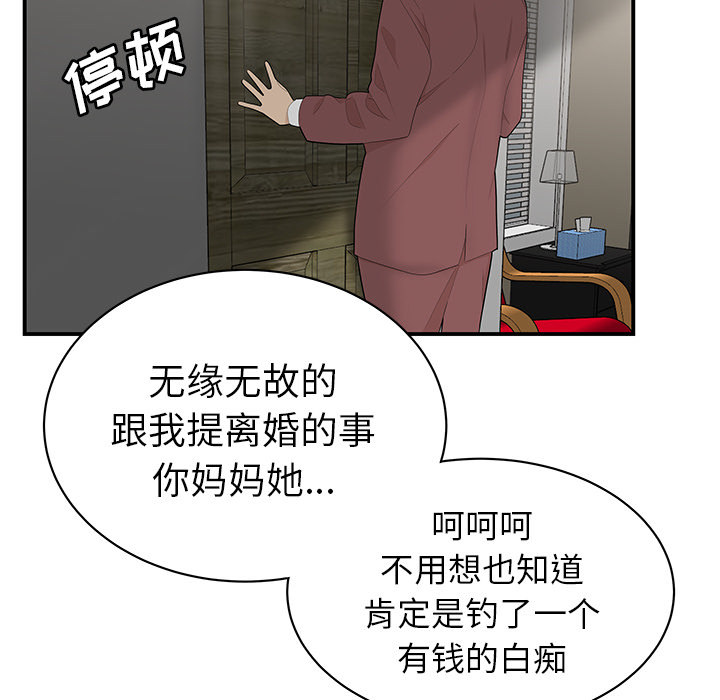 停顿
无缘无故的
跟我提离婚的事
你妈妈她...
呵呵呵
不用想也知道
肯定是钓了一个
有钱的白痴